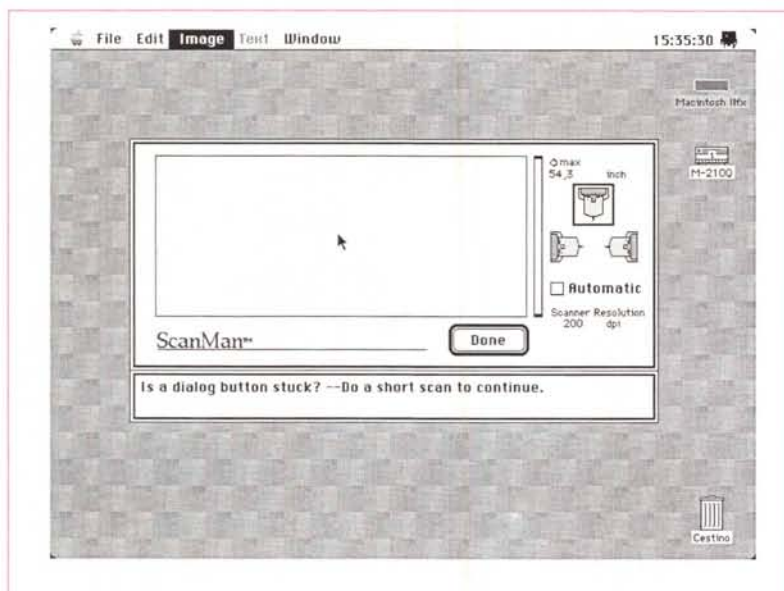 File Edit Image Text Window 15:35:30
Macintosh IIfx
M-2100
max
54,3 inch
Automatic
Scanner Resolution
200 dpi
ScanMan™
Done
Is a dialog button stuck? --Do a short scan to continue.
Cestino